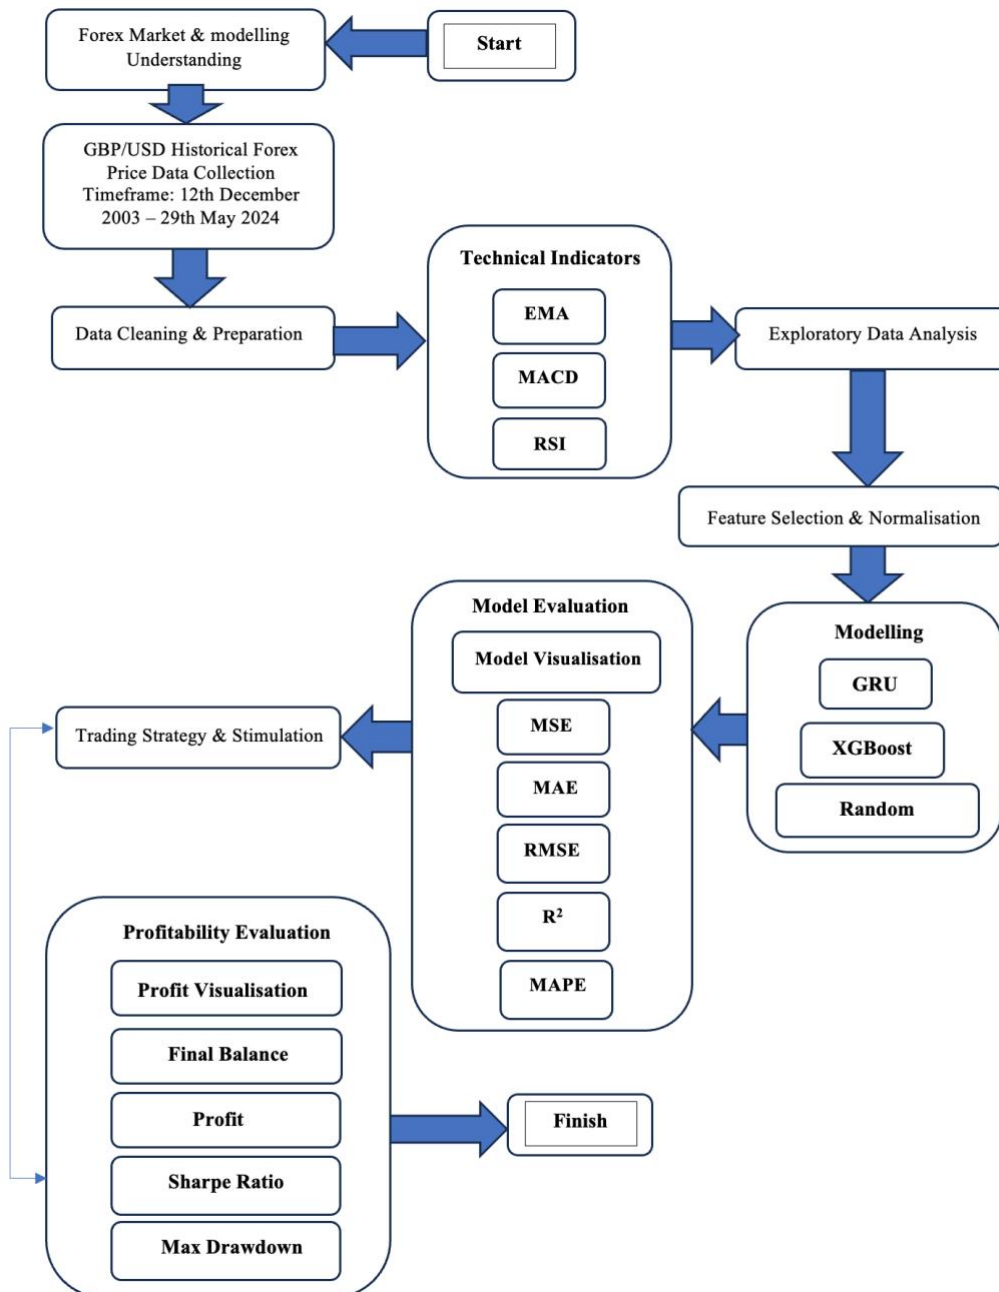 Start
Forex Market & modelling
Understanding
GBP/USD Historical Forex
Price Data Collection
Timeframe: 12th December
2003 – 29th May 2024
Data Cleaning & Preparation
Technical Indicators
EMA
MACD
RSI
Exploratory Data Analysis
Feature Selection & Normalisation
Modelling
GRU
XGBoost
Random
Model Evaluation
Model Visualisation
MSE
MAE
RMSE
R²
MAPE
Trading Strategy & Stimulation
Profitability Evaluation
Profit Visualisation
Final Balance
Profit
Sharpe Ratio
Max Drawdown
Finish